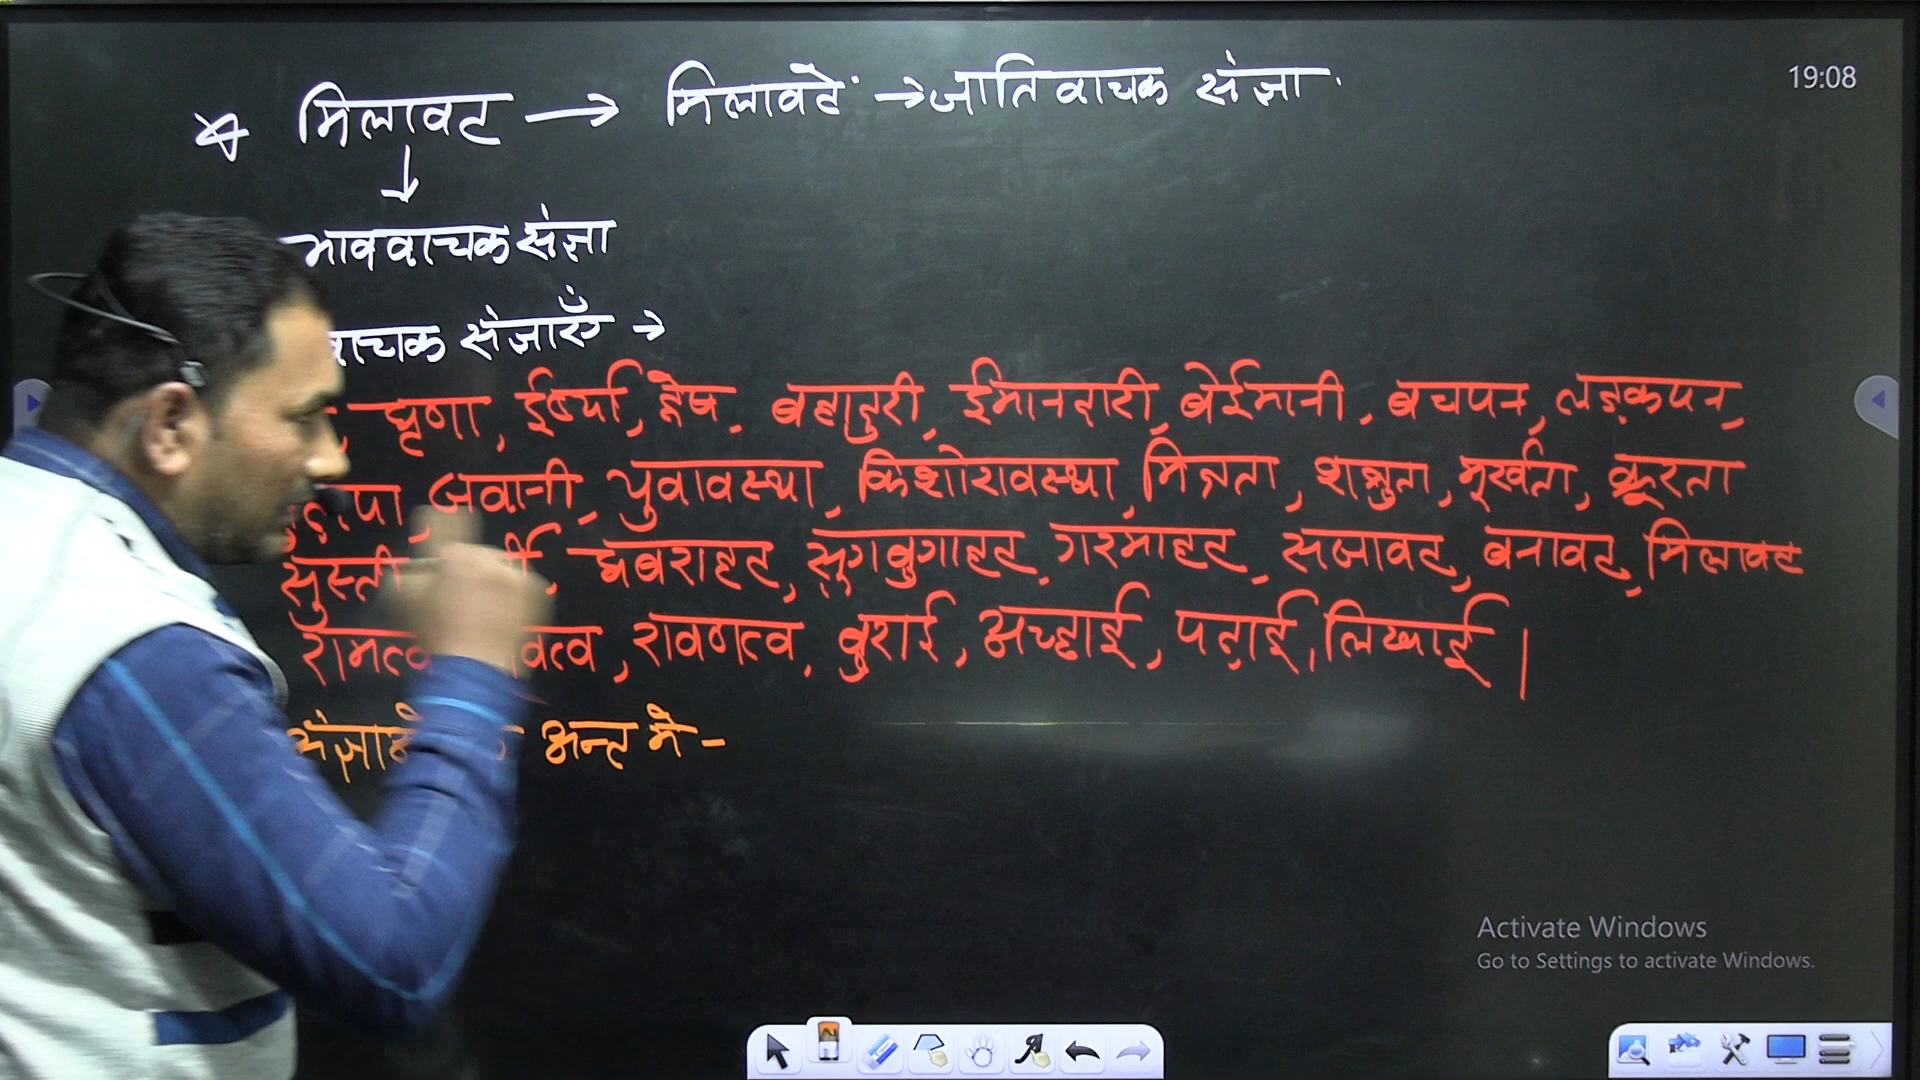 मिलावट → मिलावटें → जातिवाचक संज्ञा
19:08
↓
भाववाचक संज्ञा
वाचक संज्ञाएँ →
घृणा, ईर्ष्या, द्वेष, बहादुरी, ईमानदारी, बेईमानी, बचपन, लड़कपन,
जवानी, युवावस्था, किशोरावस्था, मित्रता, शत्रुता, मूर्खता, क्रूरता
सुस्ती, घबराहट, सुगबुगाहट, गरमाहट, सजावट, बनावट, मिलावट
रावणत्व, बुराई, अच्छाई, पढ़ाई, लिखाई |
अन्त में -
Activate Windows
Go to Settings to activate Windows.